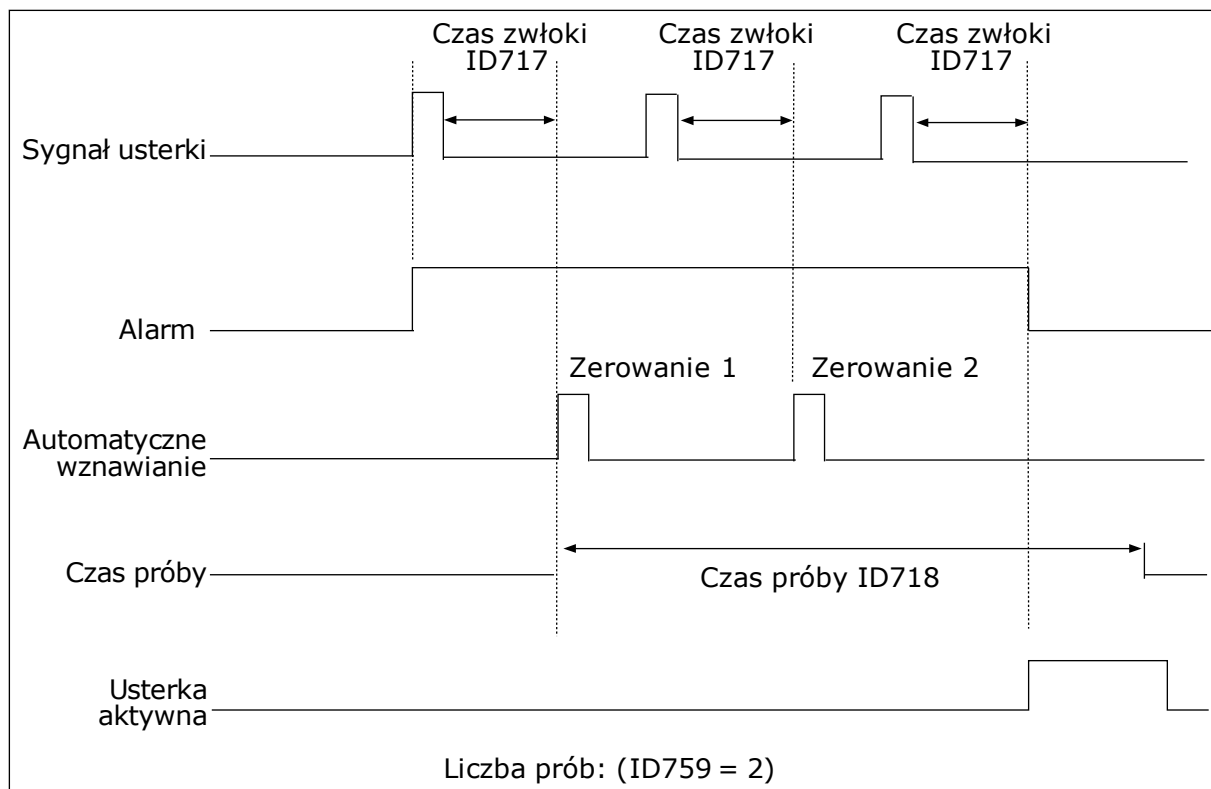 Czas zwłoki
ID717
Czas zwłoki
ID717
Czas zwłoki
ID717
Sygnał usterki
Alarm
Zerowanie 1
Zerowanie 2
Automatyczne
wznawianie
Czas próby
Czas próby ID718
Usterka
aktywna
Liczba prób: (ID759 = 2)